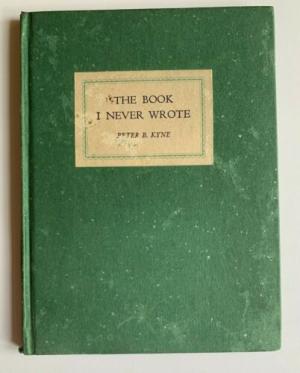 THE BOOK
I NEVER WROTE
PETER B. KYNE